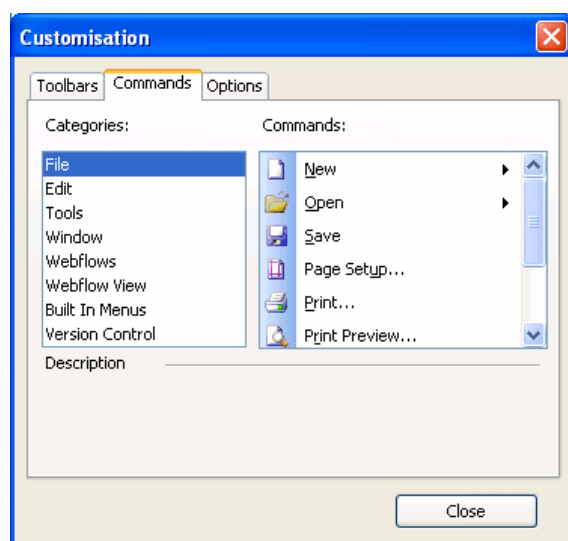 Customisation
Toolbars Commands Options
Categories: Commands:
File
Edit
Tools
Window
Webflows
Webflow View
Built In Menus
Version Control
New
Open
Save
Page Setup...
Print...
Print Preview...
Description
Close